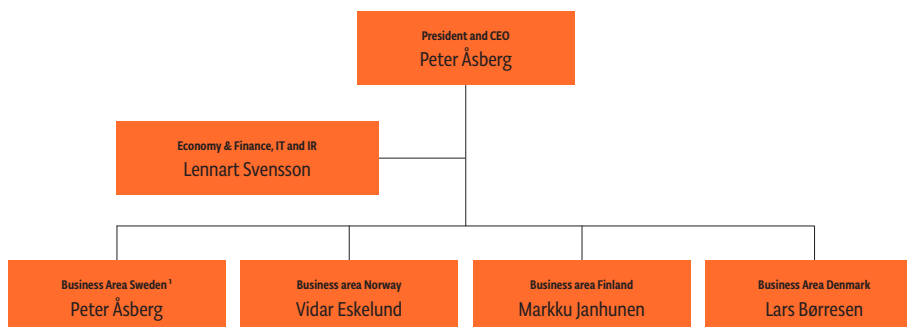 President and CEO
Peter Åsberg
Economy & Finance, IT and IR
Lennart Svensson
Business Area Sweden ¹
Peter Åsberg
Business area Norway
Vidar Eskelund
Business area Finland
Markku Janhunen
Business Area Denmark
Lars Børresen